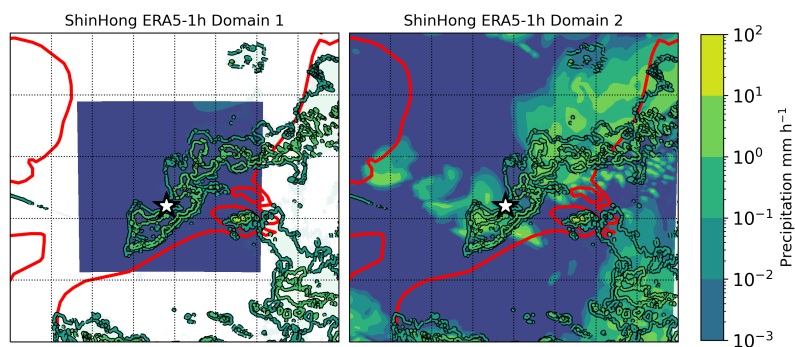 ShinHong ERA5-1h Domain 1
ShinHong ERA5-1h Domain 2
10²
10¹
10⁰
10⁻¹
10⁻²
10⁻³
Precipitation mm h⁻¹